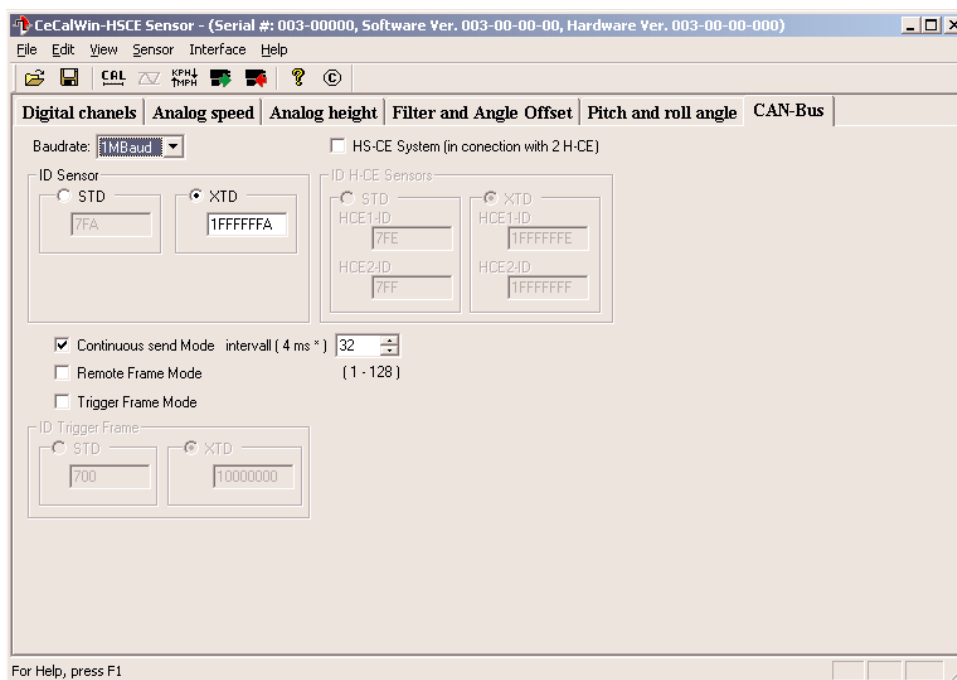 CeCalWin-HSCE Sensor - (Serial #: 003-00000, Software Ver. 003-00-00-00, Hardware Ver. 003-00-00-000)
File Edit View Sensor Interface Help
CAL KPH MPH ? ©
Digital chanels Analog speed Analog height Filter and Angle Offset Pitch and roll angle CAN-Bus
Baudrate: 1MBaud HS-CE System (in conection with 2 H-CE)
ID Sensor ID H-CE Sensors
STD XTD STD XTD
HCE1-ID HCE1-ID
7FA 1FFFFFFA 7FE 1FFFFFFE
HCE2-ID HCE2-ID
7FF 1FFFFFFF
Continuous send Mode intervall ( 4 ms * ) 32
Remote Frame Mode ( 1 - 128 )
Trigger Frame Mode
ID Trigger Frame
STD XTD
700 10000000
For Help, press F1